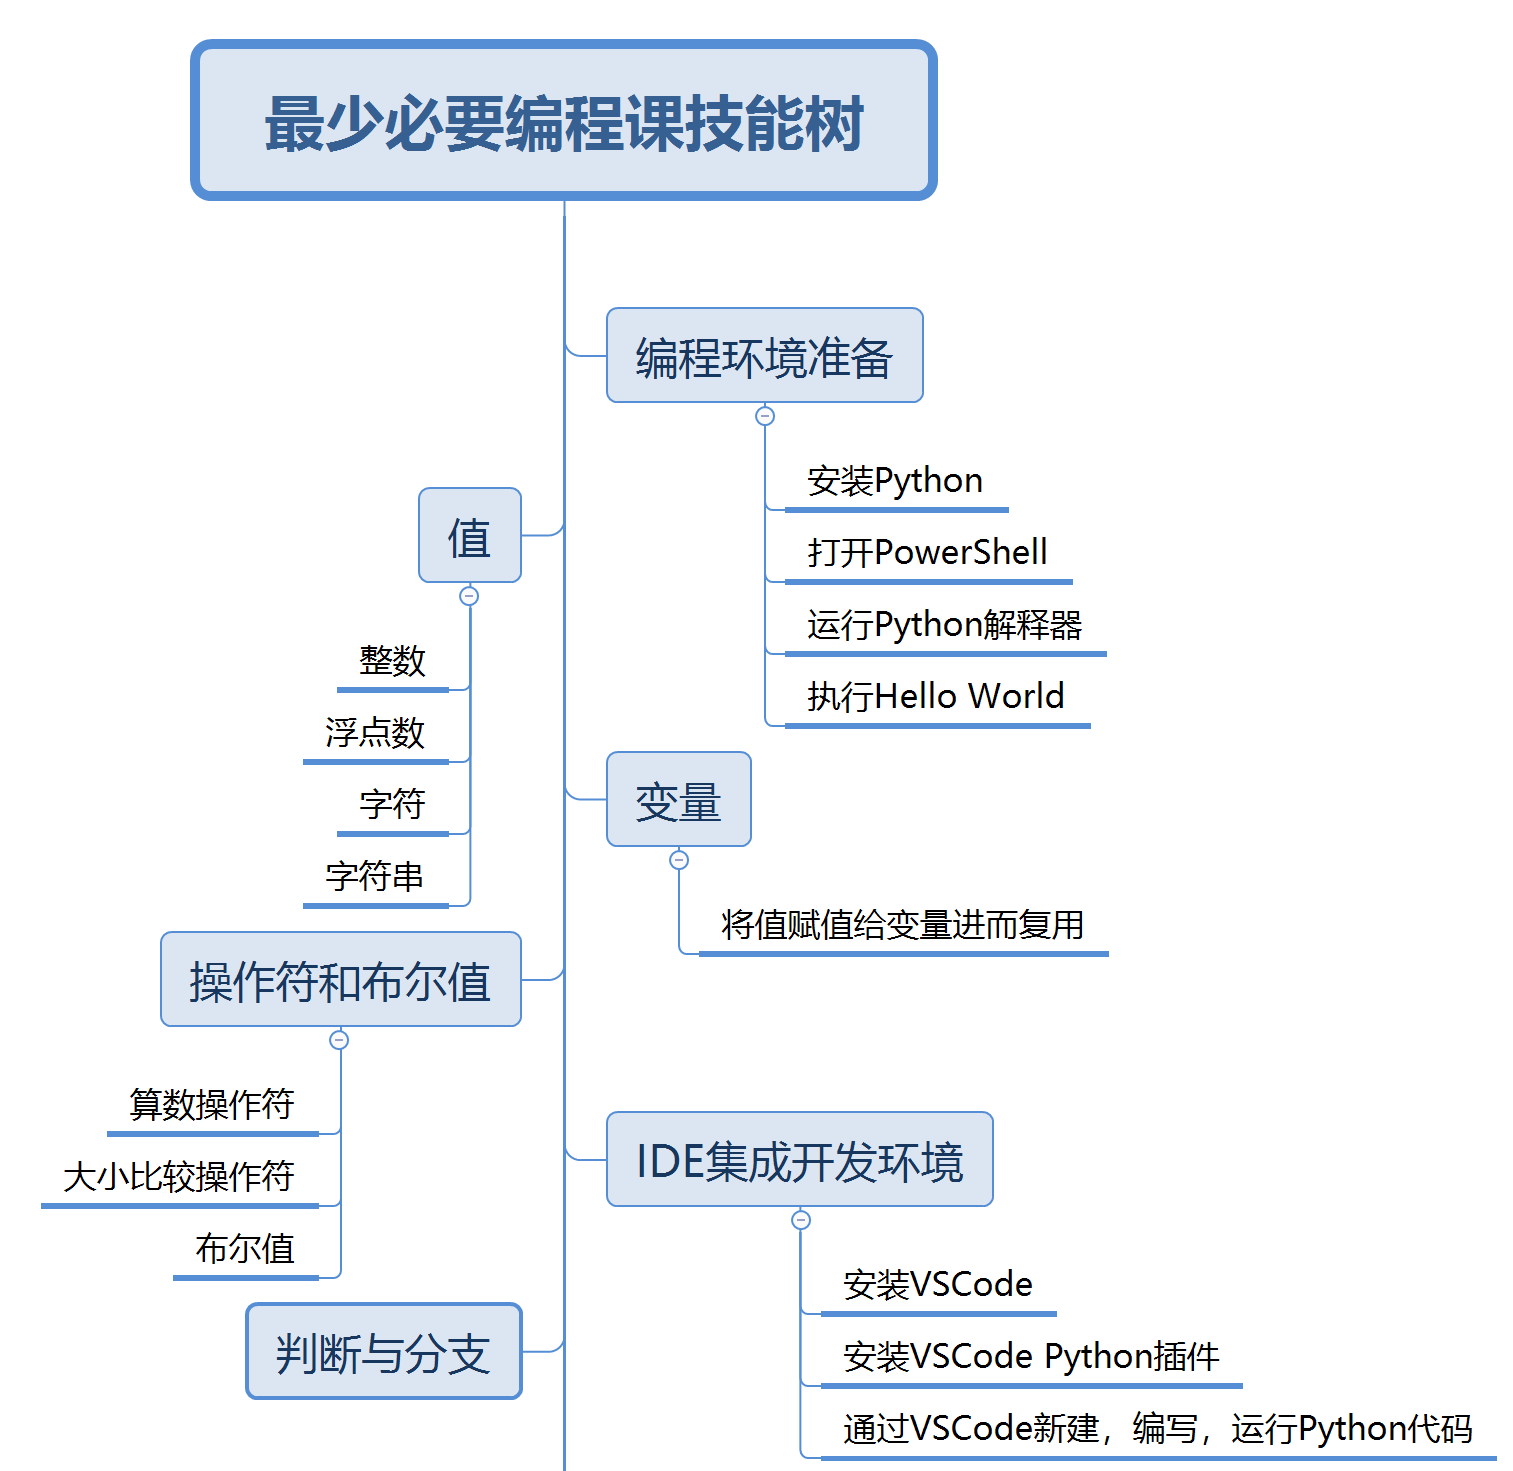 最少必要编程课技能树
编程环境准备
安装Python
打开PowerShell
运行Python解释器
执行Hello World
值
整数
浮点数
字符
字符串
变量
将值赋值给变量进而复用
操作符和布尔值
算数操作符
大小比较操作符
布尔值
IDE集成开发环境
安装VSCode
安装VSCode Python插件
通过VSCode新建，编写，运行Python代码
判断与分支